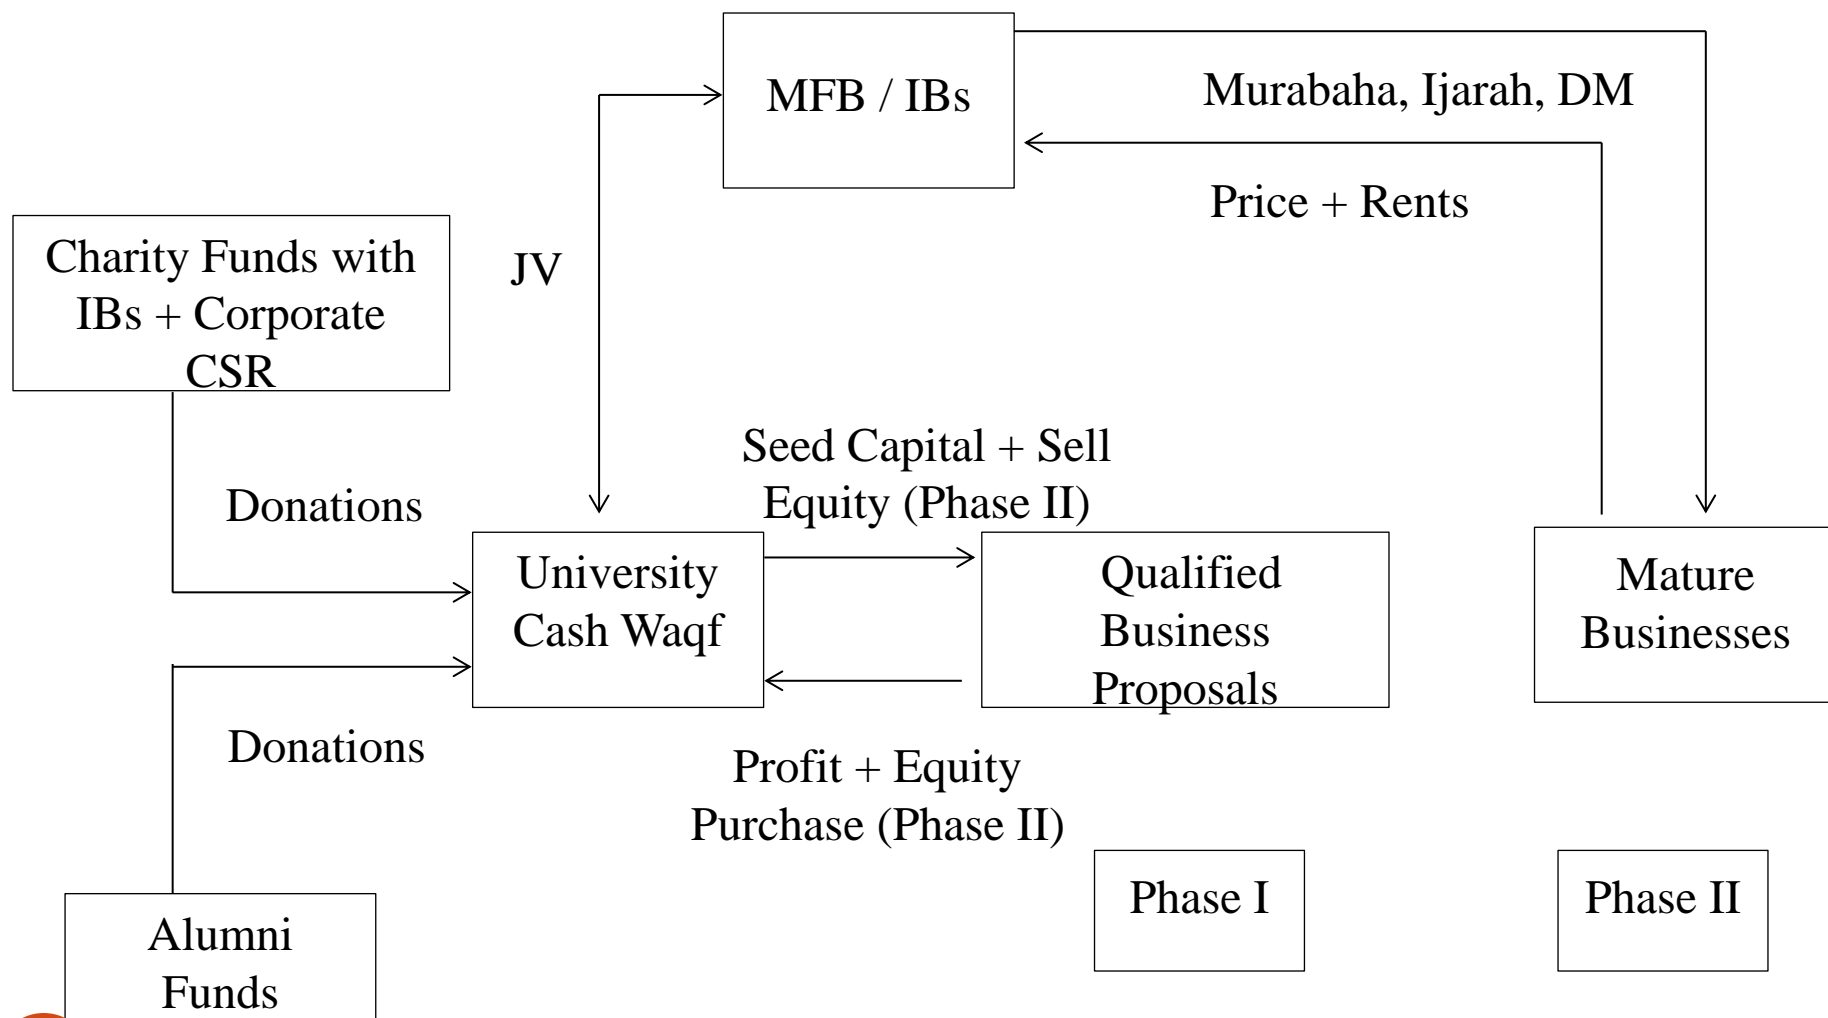 MFB / IBs
Murabaha, Ijarah, DM
Price + Rents
Charity Funds with
IBs + Corporate
CSR
JV
Seed Capital + Sell
Equity (Phase II)
Donations
University
Cash Waqf
Qualified
Business
Proposals
Mature
Businesses
Donations
Profit + Equity
Purchase (Phase II)
Phase I
Phase II
Alumni
Funds